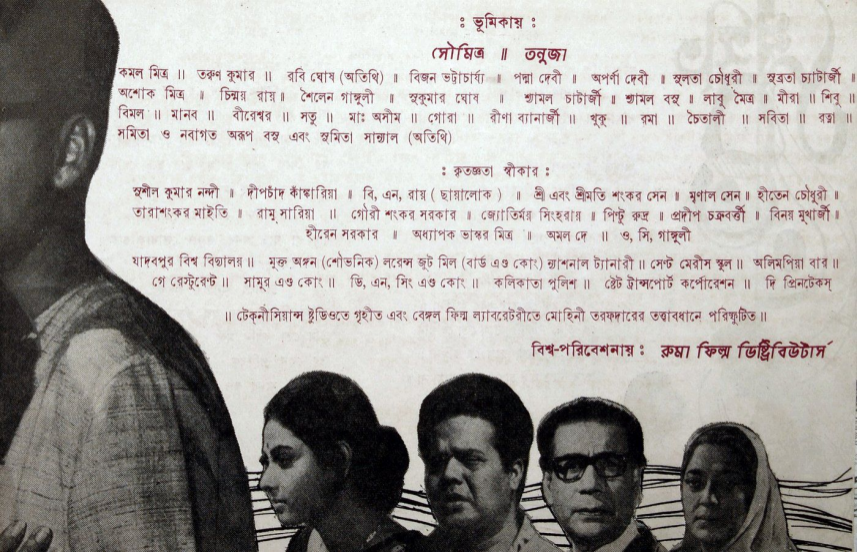 : ভূমিকায় :
সৌমিত্র ॥ তনুজা
কমল মিত্র ॥ তরুণ কুমার ॥ রবি ঘোষ (অতিথি) ॥ বিজন ভট্টাচার্য্য ॥ পদ্মা দেবী ॥ অপর্ণা দেবী ॥ সুলতা চৌধুরী ॥ সুব্রতা চ্যাটার্জী ॥
অশোক মিত্র ॥ চিন্ময় রায় ॥ শৈলেন গাঙ্গুলী ॥ সুকুমার ঘোষ ॥ শ্যামল চাটার্জী ॥ শ্যামল বসু ॥ লাবু মৈত্র ॥ মীরা ॥ শিবু ॥
বিমল ॥ মানব ॥ বীরেশ্বর ॥ সতু ॥ মাঃ অসীম ॥ গোরা ॥ রীণা ব্যানার্জী ॥ খুকু ॥ রমা ॥ চৈতালী ॥ সবিতা ॥ রত্না ॥
সমিতা ও নবাগত অরূপ বসু এবং সুমিতা সান্যাল (অতিথি)
: কৃতজ্ঞতা স্বীকার :
সুশীল কুমার নন্দী ॥ দীপচাঁদ কাঁঙ্কারিয়া ॥ বি, এন, রায় ( ছায়ালোক ) ॥ শ্রী এবং শ্রীমতি শংকর সেন ॥ মৃণাল সেন ॥ হীতেন চৌধুরী ॥
তারাশংকর মাইতি ॥ রামু সারিয়া ॥ গৌরী শংকর সরকার ॥ জ্যোতির্ময় সিংহরায় ॥ পিন্টু রুদ্র ॥ প্রদীপ চক্রবর্ত্তী ॥ বিনয় মুখার্জী ॥
হীরেন সরকার ॥ অধ্যাপক ভাস্কর মিত্র ॥ অমল দে ॥ ও, সি, গাঙ্গুলী
যাদবপুর বিশ্ব বিদ্যালয় ॥ মুক্ত অঙ্গন (শৌভনিক) লরেন্স জুট মিল (বার্ড এণ্ড কোং) ন্যাশনাল ট্যানারী ॥ সেন্ট মেরীস স্কুল ॥ অলিমপিয়া বার ॥
গে রেস্টুরেন্ট ॥ সামুর এণ্ড কোং ॥ ডি, এন, সিং এণ্ড কোং ॥ কলিকাতা পুলিশ ॥ ষ্টেট ট্রান্সপোর্ট কর্পোরেশন ॥ দি প্রিনটেকস্
॥ টেকনীসিয়ান্স ষ্টুডিওতে গৃহীত এবং বেঙ্গল ফিল্ম ল্যাবরেটরীতে মোহিনী তরফদারের তত্ত্বাবধানে পরিস্ফুটিত ॥
বিশ্ব-পরিবেশনায় : রুমা ফিল্ম ডিষ্ট্রিবিউটার্স